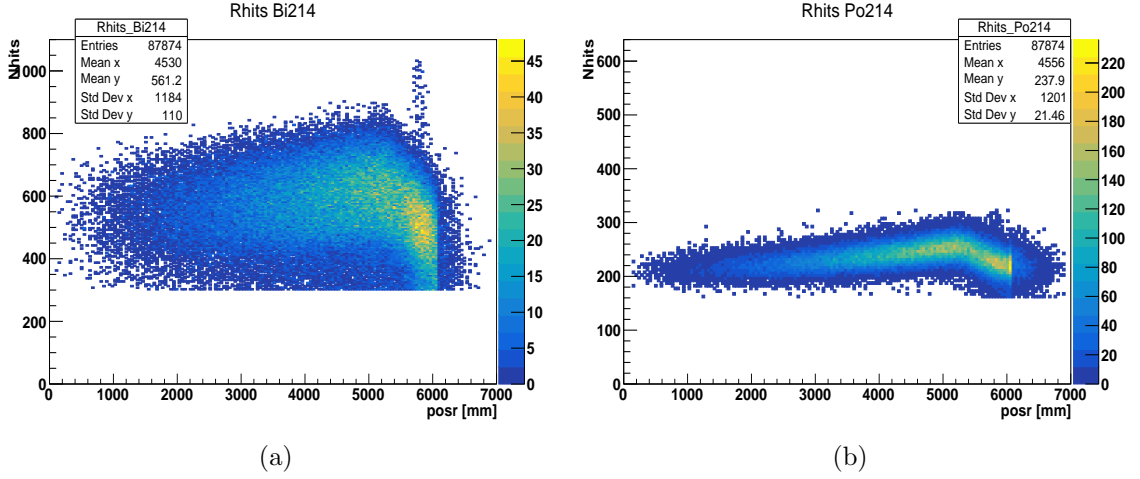 Rhits Bi214
Rhits_Bi214
Entries 87874
Mean x 4530
Mean y 561.2
Std Dev x 1184
Std Dev y 110
Nhits
1000
800
600
400
200
0
0 1000 2000 3000 4000 5000 6000 7000
posr [mm]
45
40
35
30
25
20
15
10
5
0
(a)
Rhits Po214
Rhits_Po214
Entries 87874
Mean x 4556
Mean y 237.9
Std Dev x 1201
Std Dev y 21.46
Nhits
600
500
400
300
200
100
0
0 1000 2000 3000 4000 5000 6000 7000
posr [mm]
220
200
180
160
140
120
100
80
60
40
20
0
(b)